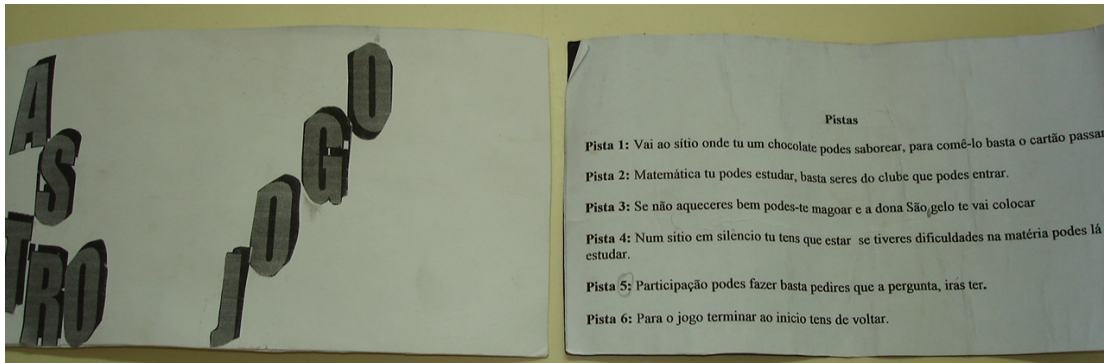 AS
TRO
JOGO
Pistas
Pista 1: Vai ao sítio onde tu um chocolate podes saborear, para comê-lo basta o cartão passar
Pista 2: Matemática tu podes estudar, basta seres do clube que podes entrar.
Pista 3: Se não aqueceres bem podes-te magoar e a dona São, gelo te vai colocar
Pista 4: Num sitio em silencio tu tens que estar se tiveres dificuldades na matéria podes lá
estudar.
Pista 5: Participação podes fazer basta pedires que a pergunta, irás ter.
Pista 6: Para o jogo terminar ao inicio tens de voltar.